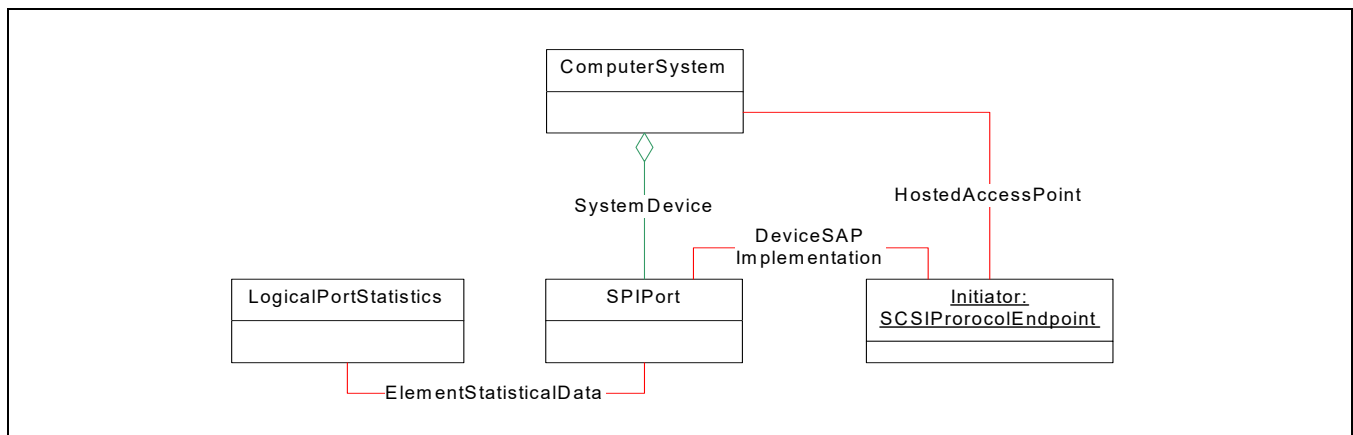 ComputerSystem
SystemDevice
HostedAccessPoint
DeviceSAP
Implementation
LogicalPortStatistics
SPIPort
Initiator:
SCSIProrocolEndpoint
ElementStatisticalData